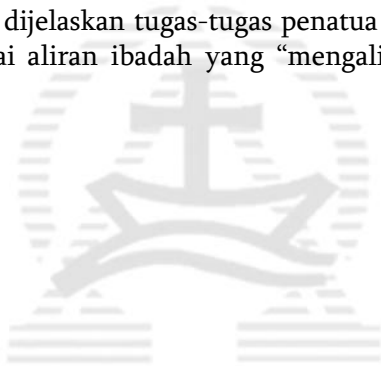 dijelaskan tugas-tugas penatua
ai aliran ibadah yang “mengali